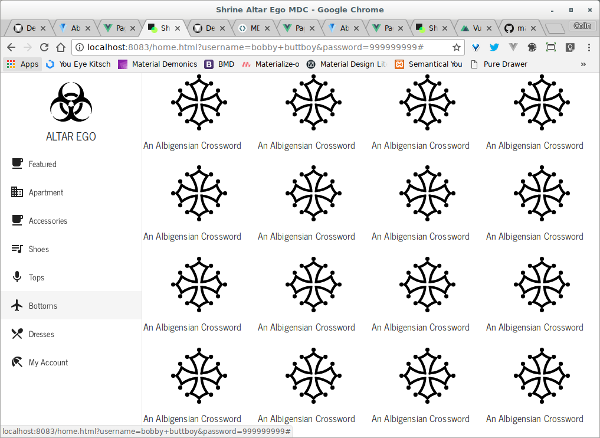 Shrine Altar Ego MDC - Google Chrome
De Ab Pa Sh De MD Pa Ab Pa Sh Vu m Colin
localhost:8083/home.html?username=bobby+buttboy&password=999999999#
Apps You Eye Kitsch Material Demonics BMD Materialize-o Material Design Li Semantical You Pure Drawer »
ALTAR EGO
Featured
Apartment
Accessories
Shoes
Tops
Bottoms
Dresses
My Account
An Albigensian Crossword An Albigensian Crossword An Albigensian Crossword An Albigensian Crossword
An Albigensian Crossword An Albigensian Crossword An Albigensian Crossword An Albigensian Crossword
An Albigensian Crossword An Albigensian Crossword An Albigensian Crossword An Albigensian Crossword
An Albigensian Crossword An Albigensian Crossword An Albigensian Crossword An Albigensian Crossword
localhost:8083/home.html?username=bobby+buttboy&password=999999999#